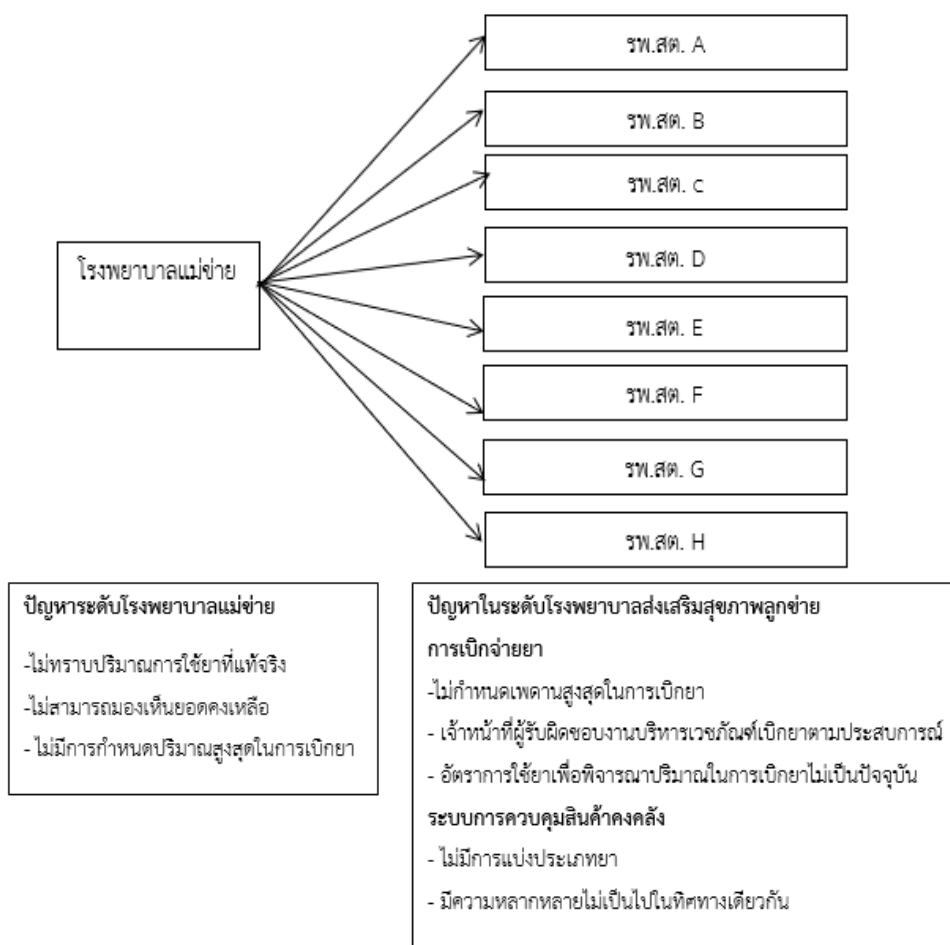 รพ.สต. A
รพ.สต. B
รพ.สต. c
โรงพยาบาลแม่ข่าย
รพ.สต. D
รพ.สต. E
รพ.สต. F
รพ.สต. G
รพ.สต. H
ปัญหาระดับโรงพยาบาลแม่ข่าย
-ไม่ทราบปริมาณการใช้ยาที่แท้จริง
-ไม่สามารถมองเห็นยอดคงเหลือ
- ไม่มีการกำหนดปริมาณสูงสุดในการเบิกยา
ปัญหาในระดับโรงพยาบาลส่งเสริมสุขภาพลูกข่าย
การเบิกจ่ายยา
-ไม่กำหนดเพดานสูงสุดในการเบิกยา
- เจ้าหน้าที่ผู้รับผิดชอบงานบริหารเวชภัณฑ์เบิกยาตามประสบการณ์
- อัตราการใช้ยาเพื่อพิจารณาปริมาณในการเบิกยาไม่เป็นปัจจุบัน
ระบบการควบคุมสินค้าคงคลัง
- ไม่มีการแบ่งประเภทยา
- มีความหลากหลายไม่เป็นไปในทิศทางเดียวกัน